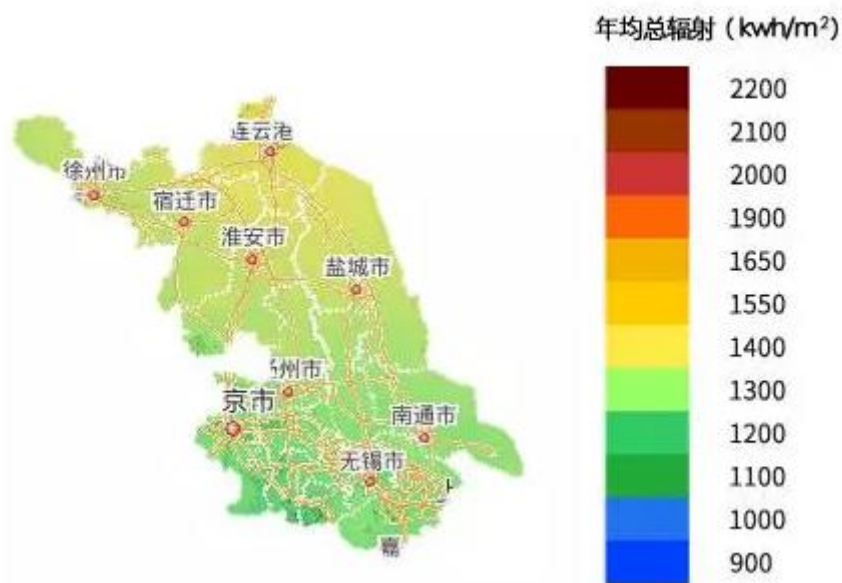 年均总辐射 (kwh/m²)
2200
2100
2000
1900
1650
1550
1400
1300
1200
1100
1000
900
连云港
徐州市
宿迁市
淮安市
盐城市
州市
京市
南通市
无锡市
嘉